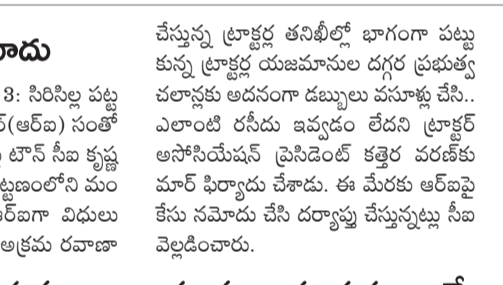 ాదు
3: సిరిసిల్ల పట్ట
(ఆర్ఐ) సంతో
టౌన్ సీఐ కృష్ణ
ట్టణంలోని మం
ఆర్ఐగా విధులు
అక్రమ రవాణా
చేస్తున్న ట్రాక్టర్ల తనిఖీల్లో భాగంగా పట్టు
కున్న ట్రాక్టర్ల యజమానుల దగ్గర ప్రభుత్వ
చలాన్లకు అదనంగా డబ్బులు వసూళ్లు చేసి..
ఎలాంటి రసీదు ఇవ్వడం లేదని ట్రాక్టర్
అసోసియేషన్ ప్రెసిడెంట్ కత్తెర వరణ్‌కు
మార్ ఫిర్యాదు చేశాడు. ఈ మేరకు ఆర్ఐపై
కేసు నమోదు చేసి దర్యాప్తు చేస్తున్నట్లు సీఐ
వెల్లడించారు.